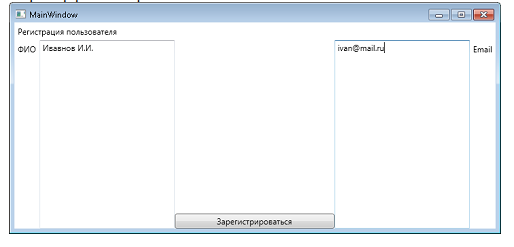 MainWindow
Регистрация пользователя
ФИО Ивавнов И.И. ivan@mail.ru Email
Зарегистрироваться